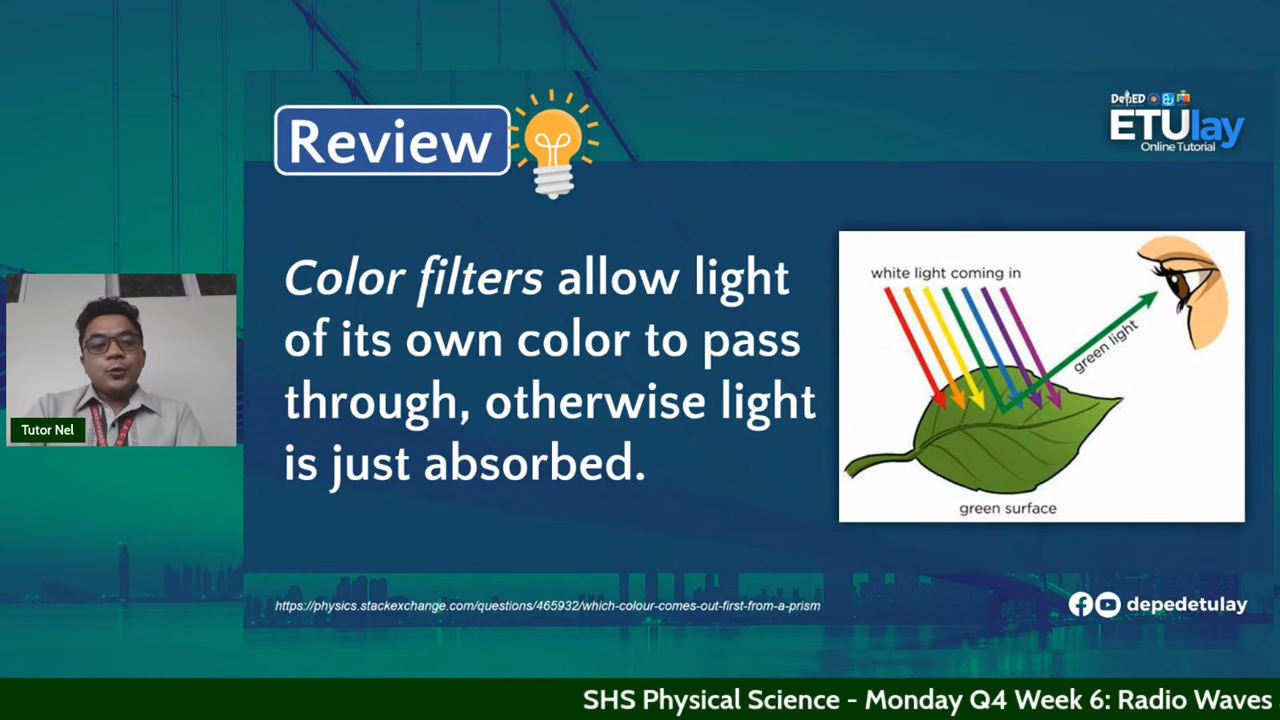 Review
DepED
ETUlay
Online Tutorial
Color filters allow light
of its own color to pass
through, otherwise light
is just absorbed.
white light coming in
green light
green surface
Tutor Nel
https://physics.stackexchange.com/questions/465932/which-colour-comes-out-first-from-a-prism
depedetulay
SHS Physical Science - Monday Q4 Week 6: Radio Waves